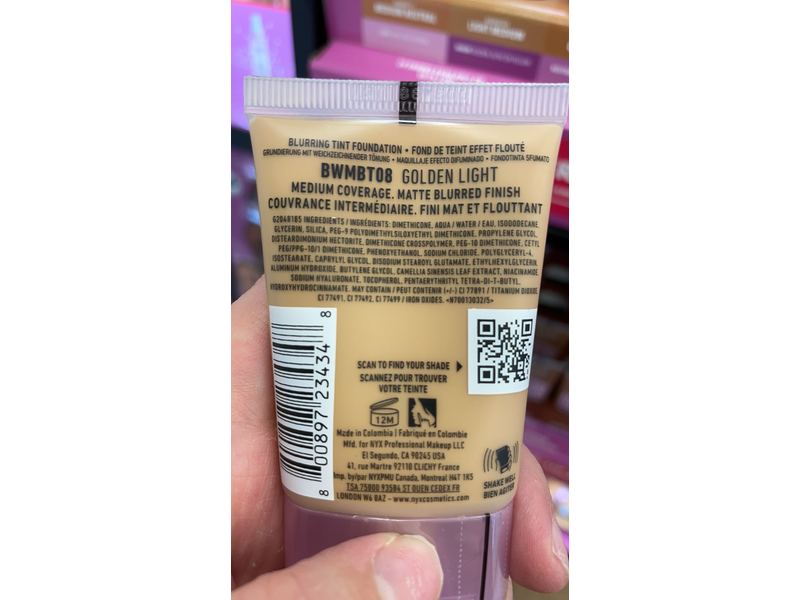 MEDIUM NEUTRAL
LIGHT MEDIUM
BLURRING TINT FOUNDATION • FOND DE TEINT EFFET FLOUTÉ
GRUNDIERUNG MIT WEICHZEICHNENDER TÖNUNG • MAQUILLAJE EFECTO DIFUMINADO • FONDOTINTA SFUMATO
BWMBT08 GOLDEN LIGHT
MEDIUM COVERAGE. MATTE BLURRED FINISH
COUVRANCE INTERMÉDIAIRE. FINI MAT ET FLOUTTANT
G2048185 INGREDIENTS / INGRÉDIENTS: DIMETHICONE, AQUA / WATER / EAU, ISODODECANE,
GLYCERIN, SILICA, PEG-9 POLYDIMETHYLSILOXYETHYL DIMETHICONE, PROPYLENE GLYCOL,
DISTEARDIMONIUM HECTORITE, DIMETHICONE CROSSPOLYMER, PEG-10 DIMETHICONE, CETYL
PEG/PPG-10/1 DIMETHICONE, PHENOXYETHANOL, SODIUM CHLORIDE, POLYGLYCERYL-4
ISOSTEARATE, CAPRYLYL GLYCOL, DISODIUM STEAROYL GLUTAMATE, ETHYLHEXYLGLYCERIN,
ALUMINUM HYDROXIDE, BUTYLENE GLYCOL, CAMELLIA SINENSIS LEAF EXTRACT, NIACINAMIDE,
SODIUM HYALURONATE, TOCOPHEROL, PENTAERYTHRITYL TETRA-DI-T-BUTYL
HYDROXYHYDROCINNAMATE. MAY CONTAIN / PEUT CONTENIR (+/-) CI 77891 / TITANIUM DIOXIDE,
CI 77491, CI 77492, CI 77499 / IRON OXIDES. <N70013032/5>
8 00897 23434 8
SCAN TO FIND YOUR SHADE
SCANNEZ POUR TROUVER
VOTRE TEINTE
12M
Made in Colombia | Fabriqué en Colombie
Mfd. for NYX Professional Makeup LLC
El Segundo, CA 90245 USA
41, rue Martre 92110 CLICHY France
Imp. by/par NYXPMU Canada, Montreal H4T 1K5
TSA 75000 93584 ST OUEN CEDEX FR
LONDON W6 8AZ - www.nyxcosmetics.com
SHAKE WELL
BIEN AGITER